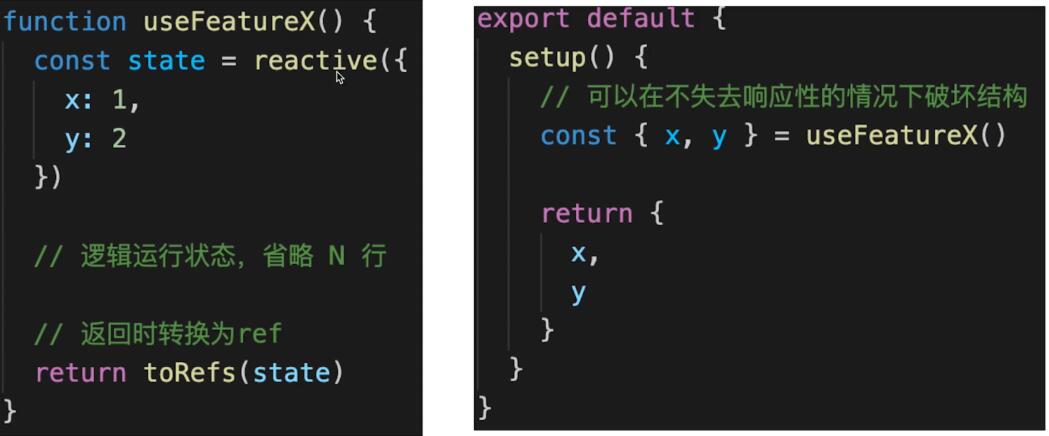 function useFeatureX() {
const state = reactive({
x: 1,
y: 2
})
// 逻辑运行状态，省略 N 行
// 返回时转换为ref
return toRefs(state)
}
export default {
setup() {
// 可以在不失去响应性的情况下破坏结构
const { x, y } = useFeatureX()
return {
x,
y
}
}
}